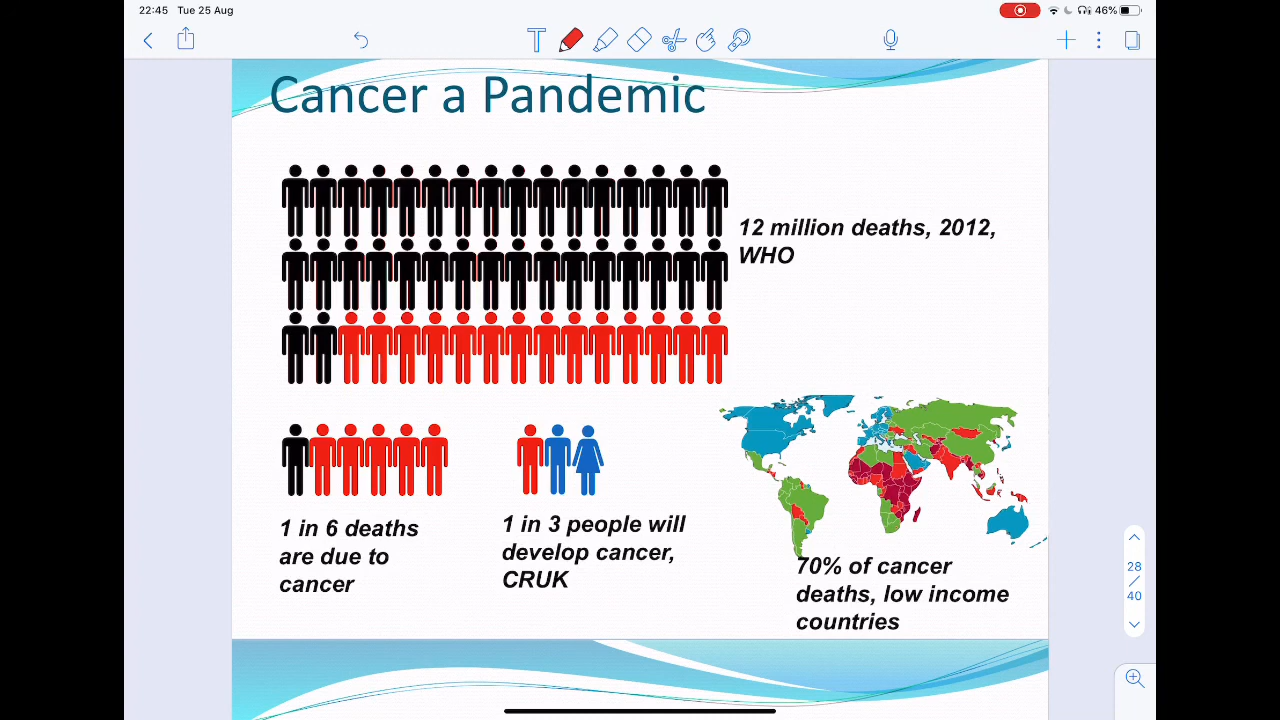 22:45 Tue 25 Aug
46%
Cancer a Pandemic
12 million deaths, 2012,
WHO
1 in 6 deaths
are due to
cancer
1 in 3 people will
develop cancer,
CRUK
70% of cancer
deaths, low income
countries
28
/
40